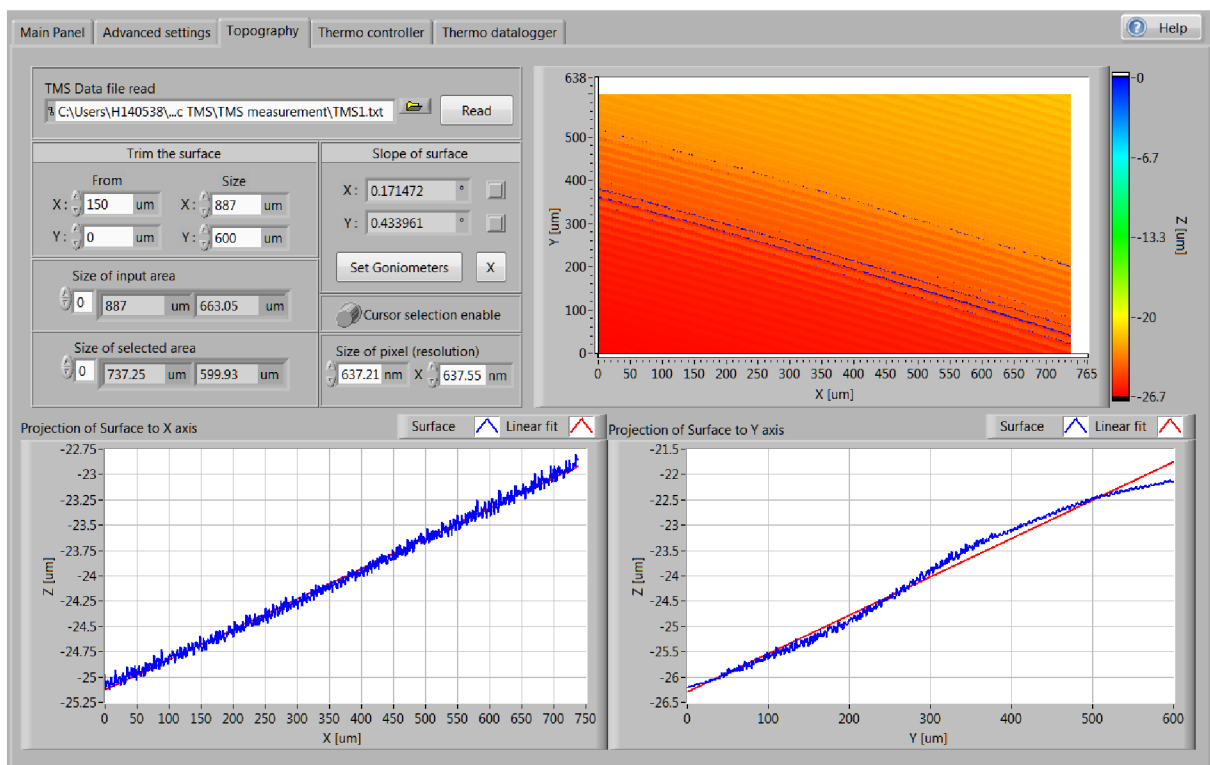 Main Panel Advanced settings Topography Thermo controller Thermo datalogger Help
TMS Data file read
C:\Users\H140538\...c TMS\TMS measurement\TMS1.txt Read
Trim the surface
From Size
X: 150 um X: 887 um
Y: 0 um Y: 600 um
Size of input area
0 887 um 663.05 um
Size of selected area
0 737.25 um 599.93 um
Slope of surface
X: 0.171472 °
Y: 0.433961 °
Set Goniometers X
Cursor selection enable
Size of pixel (resolution)
637.21 nm X 637.55 nm
638
500
400
300
200
100
0
Y [um]
0 50 100 150 200 250 300 350 400 450 500 550 600 650 700 765
X [um]
-0
-6.7
-13.3
-20
-26.7
Z [um]
Projection of Surface to X axis Surface Linear fit
-22.75
-23
-23.25
-23.5
-23.75
-24
-24.25
-24.5
-24.75
-25
-25.25
Z [um]
0 50 100 150 200 250 300 350 400 450 500 550 600 650 700 750
X [um]
Projection of Surface to Y axis Surface Linear fit
-21.5
-22
-22.5
-23
-23.5
-24
-24.5
-25
-25.5
-26
-26.5
Z [um]
0 100 200 300 400 500 600
Y [um]